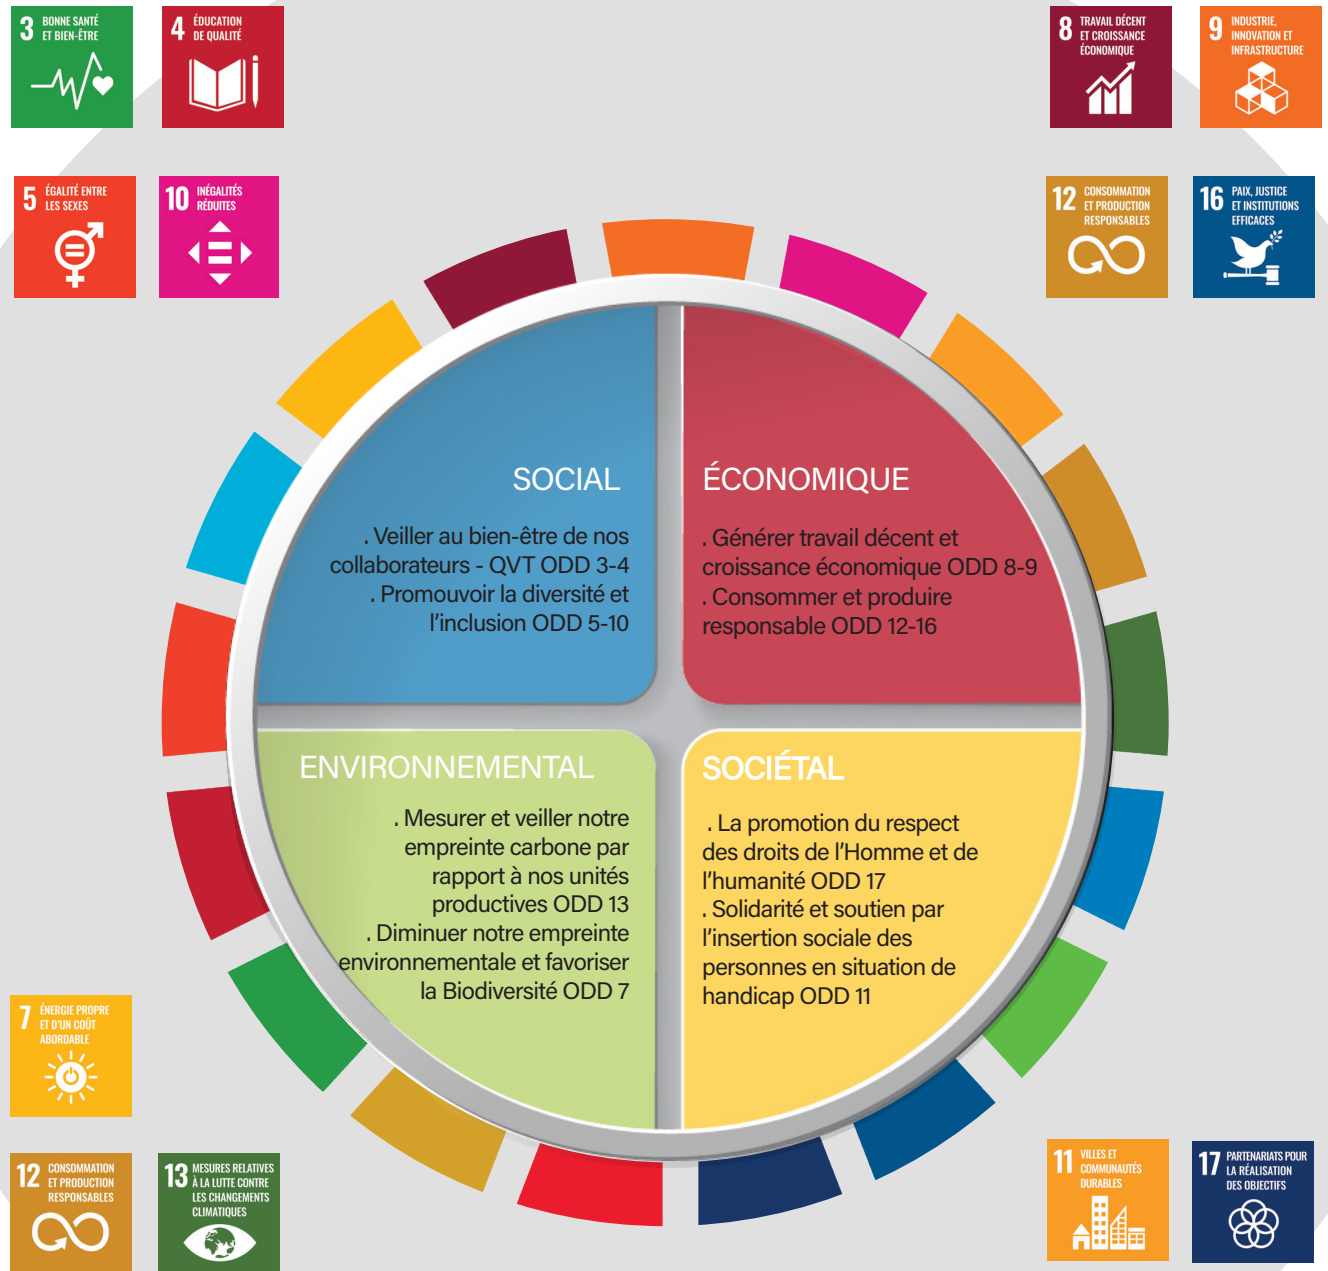 3 BONNE SANTÉ
ET BIEN-ÊTRE
4 ÉDUCATION
DE QUALITÉ
8 TRAVAIL DÉCENT
ET CROISSANCE
ÉCONOMIQUE
9 INDUSTRIE,
INNOVATION ET
INFRASTRUCTURE
5 ÉGALITÉ ENTRE
LES SEXES
10 INÉGALITÉS
RÉDUITES
12 CONSOMMATION
ET PRODUCTION
RESPONSABLES
16 PAIX, JUSTICE
ET INSTITUTIONS
EFFICACES
SOCIAL
. Veiller au bien-être de nos
collaborateurs - QVT ODD 3-4
. Promouvoir la diversité et
l'inclusion ODD 5-10
ÉCONOMIQUE
. Générer travail décent et
croissance économique ODD 8-9
. Consommer et produire
responsable ODD 12-16
ENVIRONNEMENTAL
. Mesurer et veiller notre
empreinte carbone par
rapport à nos unités
productives ODD 13
. Diminuer notre empreinte
environnementale et favoriser
la Biodiversité ODD 7
SOCIÉTAL
. La promotion du respect
des droits de l'Homme et de
l'humanité ODD 17
. Solidarité et soutien par
l'insertion sociale des
personnes en situation de
handicap ODD 11
7 ÉNERGIE PROPRE
ET D'UN COÛT
ABORDABLE
12 CONSOMMATION
ET PRODUCTION
RESPONSABLES
13 MESURES RELATIVES
À LA LUTTE CONTRE
LES CHANGEMENTS
CLIMATIQUES
11 VILLES ET
COMMUNAUTÉS
DURABLES
17 PARTENARIATS POUR
LA RÉALISATION
DES OBJECTIFS